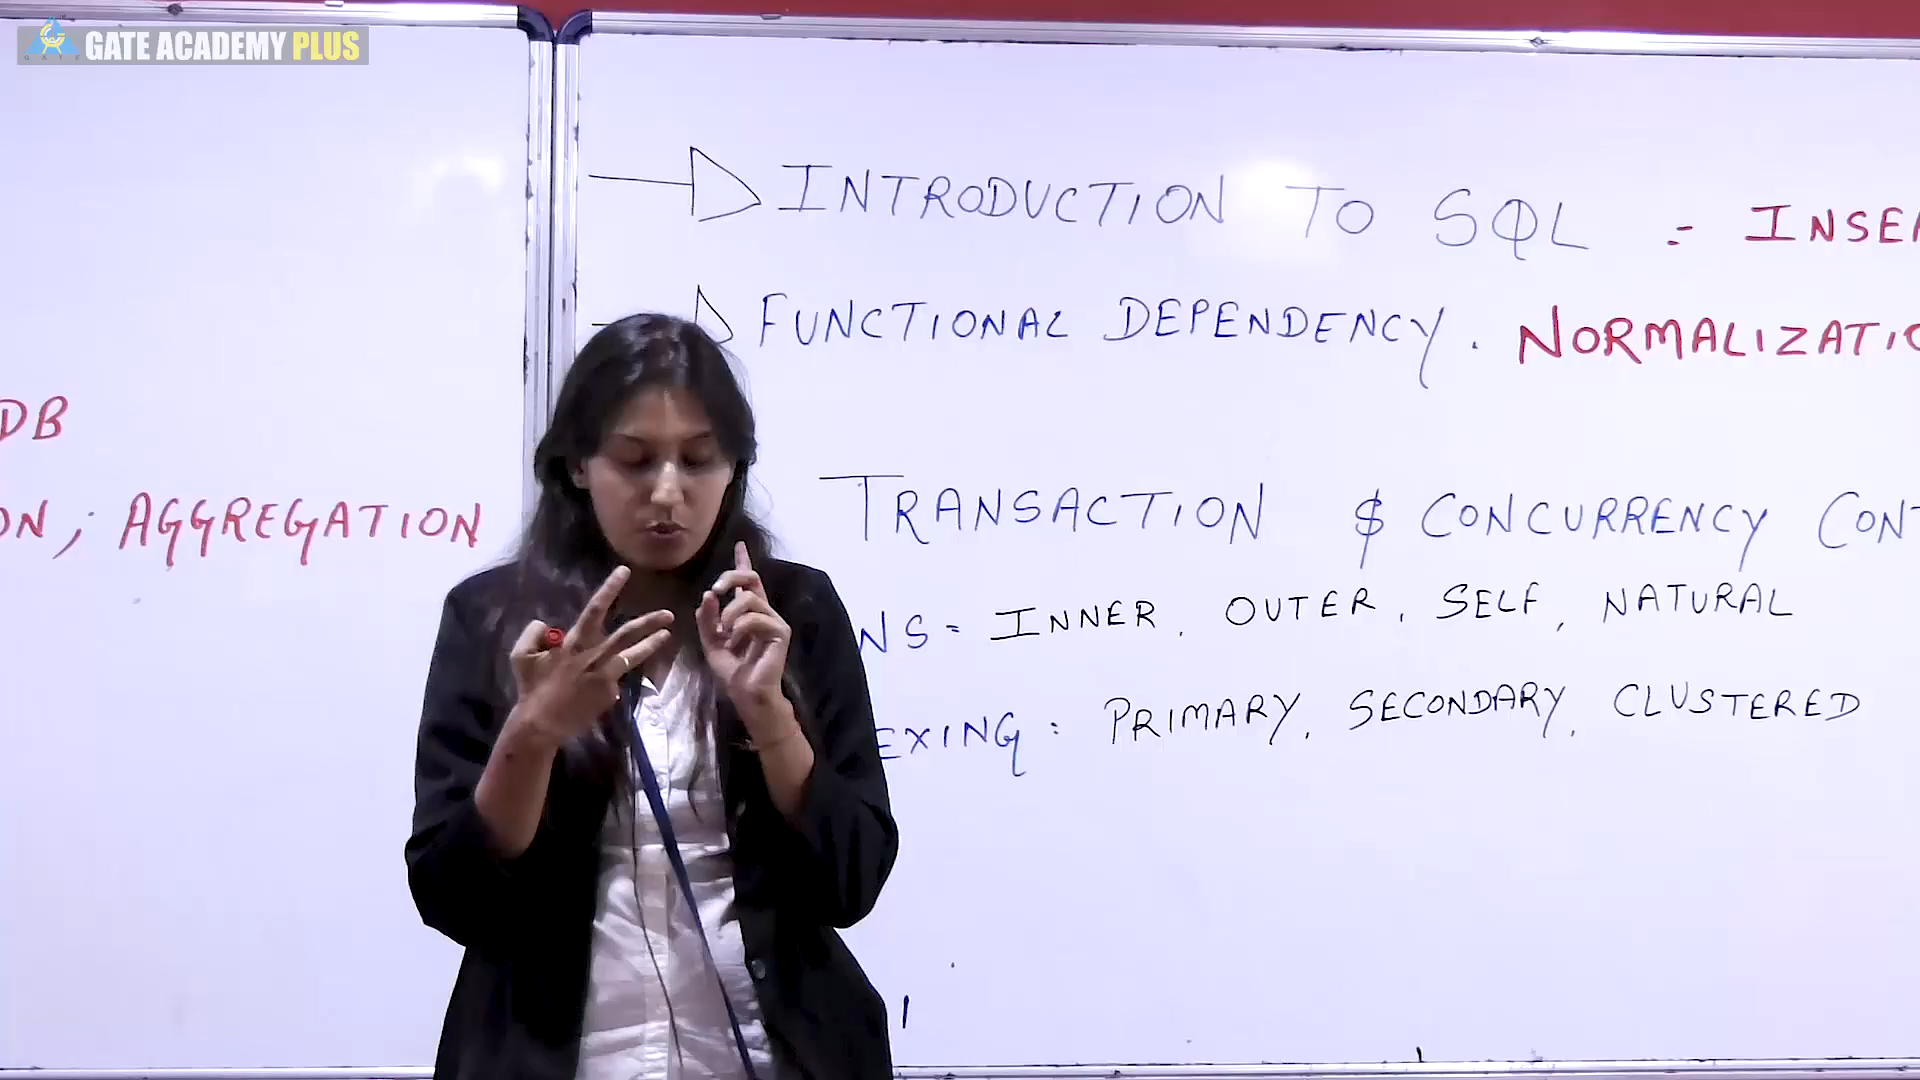 GATE ACADEMY PLUS
INTRODUCTION TO SQL = INSE
FUNCTIONAL DEPENDENCY. NORMALIZATIO
DB
ON; AGGREGATION
TRANSACTION & CONCURRENCY CONT
NS = INNER, OUTER, SELF, NATURAL
EXING: PRIMARY, SECONDARY, CLUSTERED